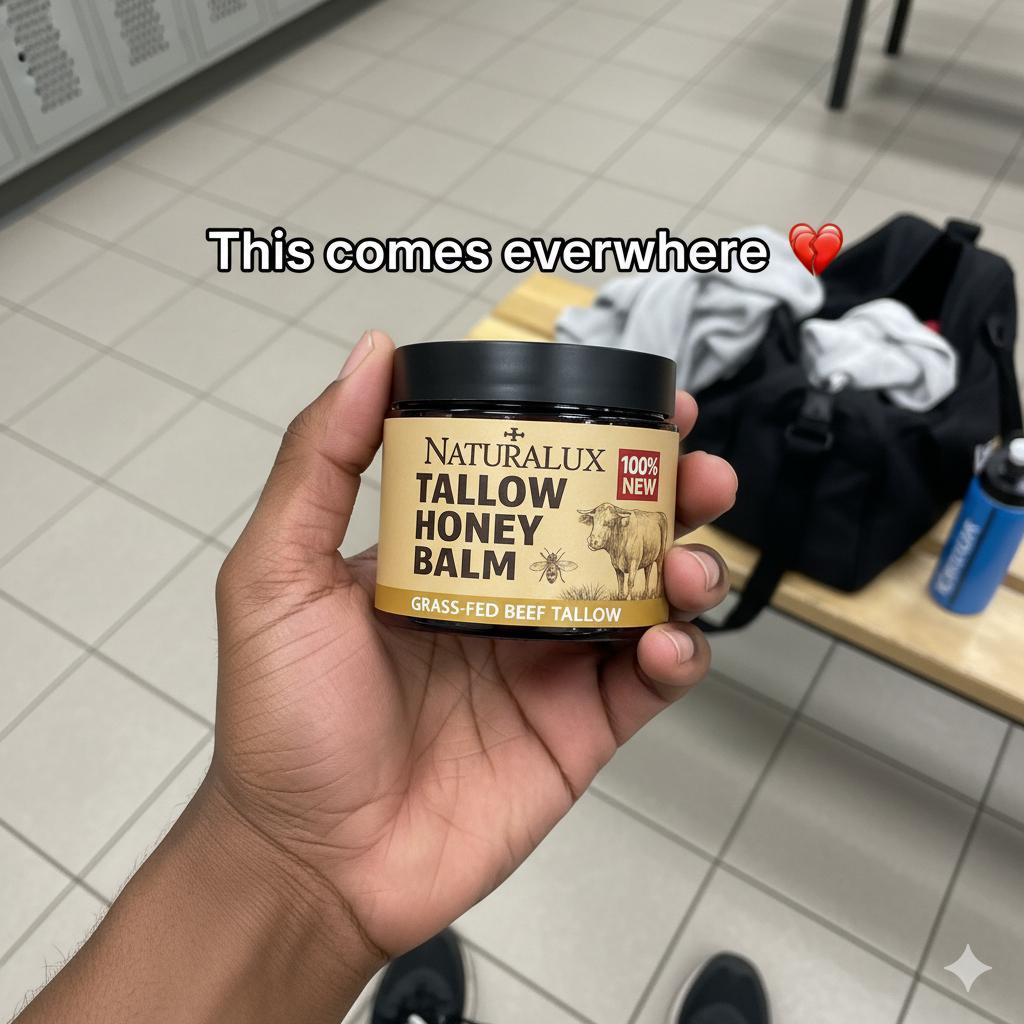 This comes everwhere 💔
NATURALUX
100%
NEW
TALLOW
HONEY
BALM
GRASS-FED BEEF TALLOW